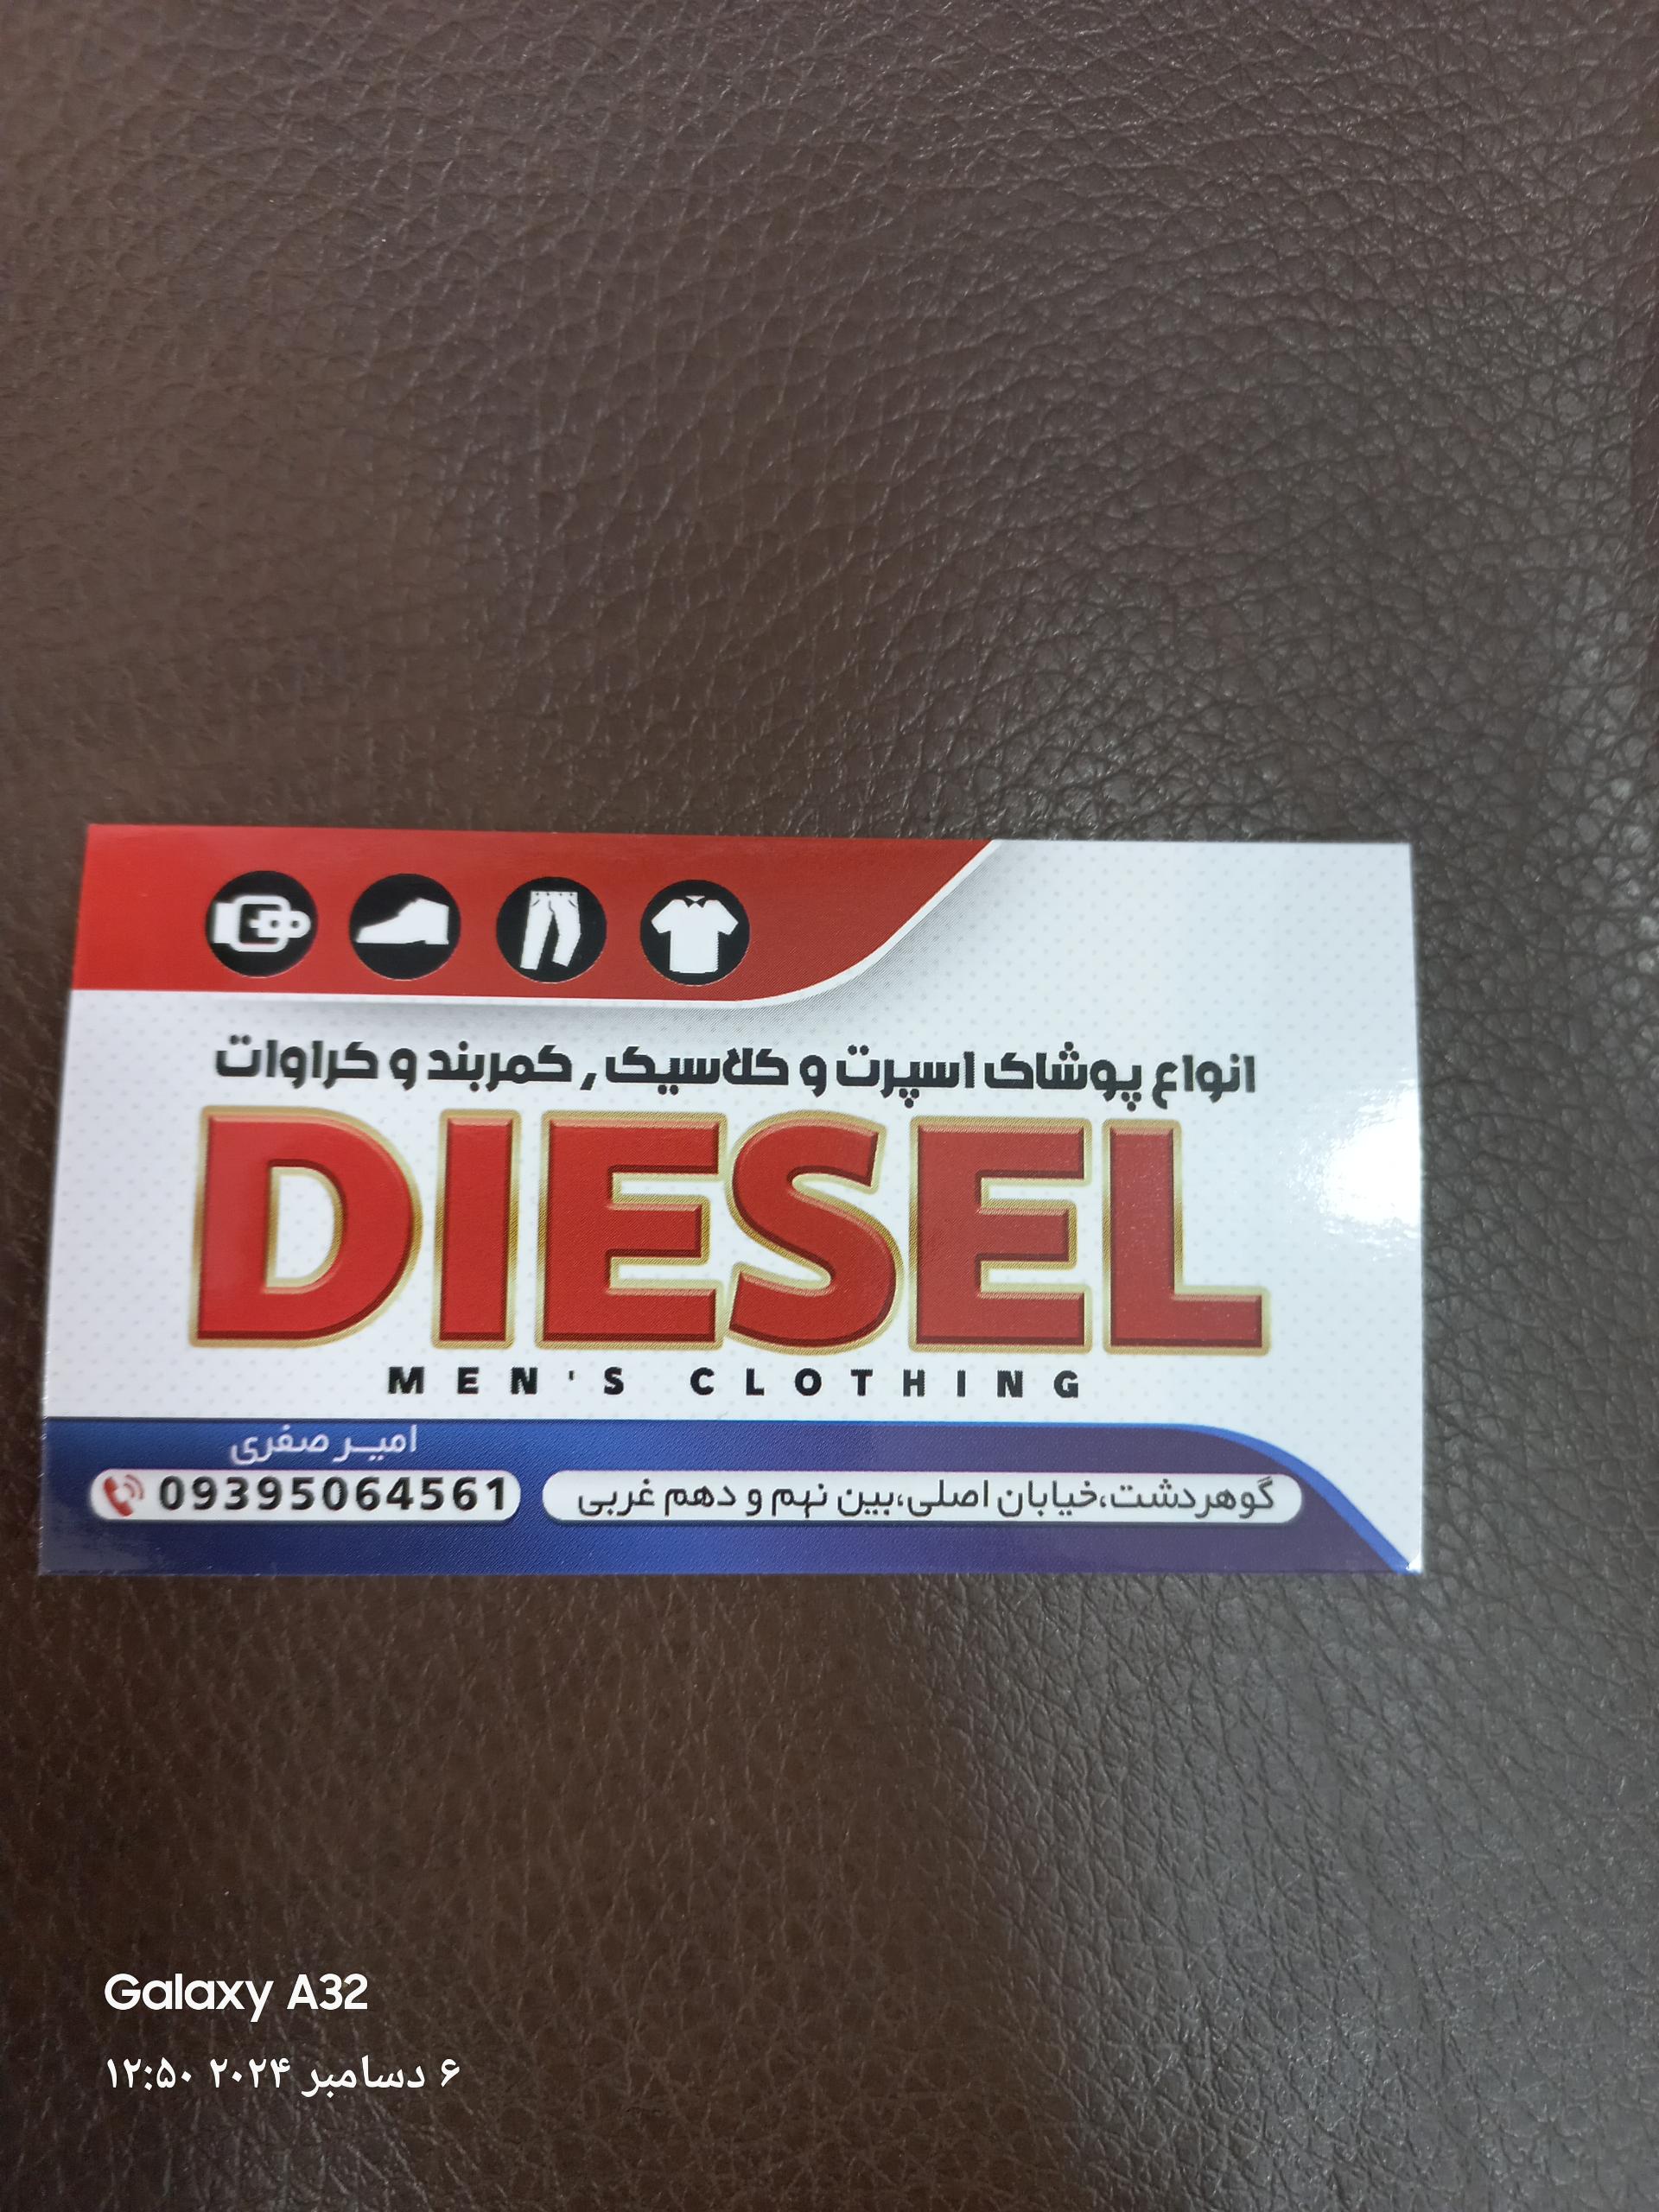 انواع پوشاک اسپرت و کلاسیک , کمربند و کراوات
DIESEL
MEN'S CLOTHING
امیر صفری
09395064561
گوهردشت،خیابان اصلی،بین نهم و دهم غربی
Galaxy A32
۶ دسامبر ۲۰۲۴ ۱۲:۵۰